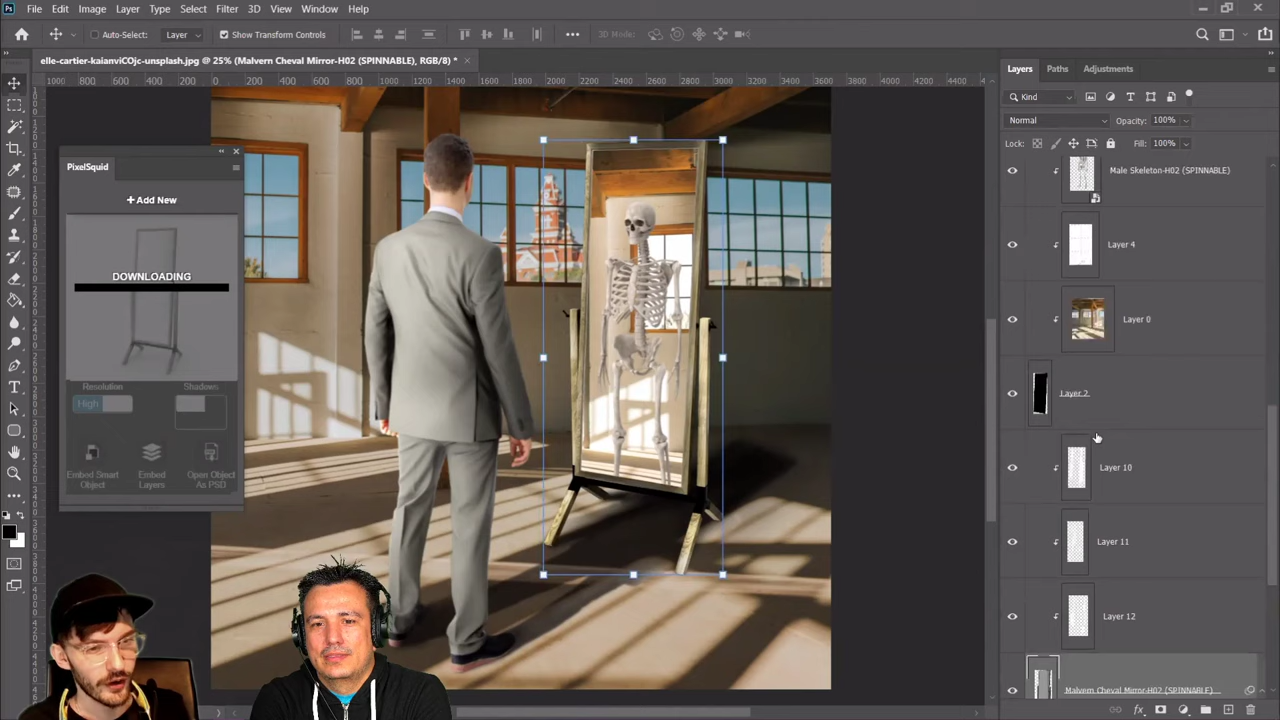 Ps File Edit Image Layer Type Select Filter 3D View Window Help
Auto-Select: Layer Show Transform Controls 3D Mode:
elle-cartier-kaianviCOjc-unsplash.jpg @ 25% (Malvern Cheval Mirror-H02 (SPINNABLE), RGB/8) * ×
1000 800 600 400 200 0 200 400 600 800 1000 1200 1400 1600 1800 2000 2200 2400 2600 2800 3000 3200 3400 3600 3800 4000 4200 4400
Layers Paths Adjustments
Kind
Normal Opacity: 100%
Lock: Fill: 100%
PixelSquid
Add New
DOWNLOADING
Resolution Shadows:
High
Embed Smart Object
Embed Layers
Open Object As PSD
Male Skeleton-H02 (SPINNABLE)
Layer 4
Layer 0
Layer 2
Layer 10
Layer 11
Layer 12
Malvern Cheval Mirror-H02 (SPINNABLE)
fx